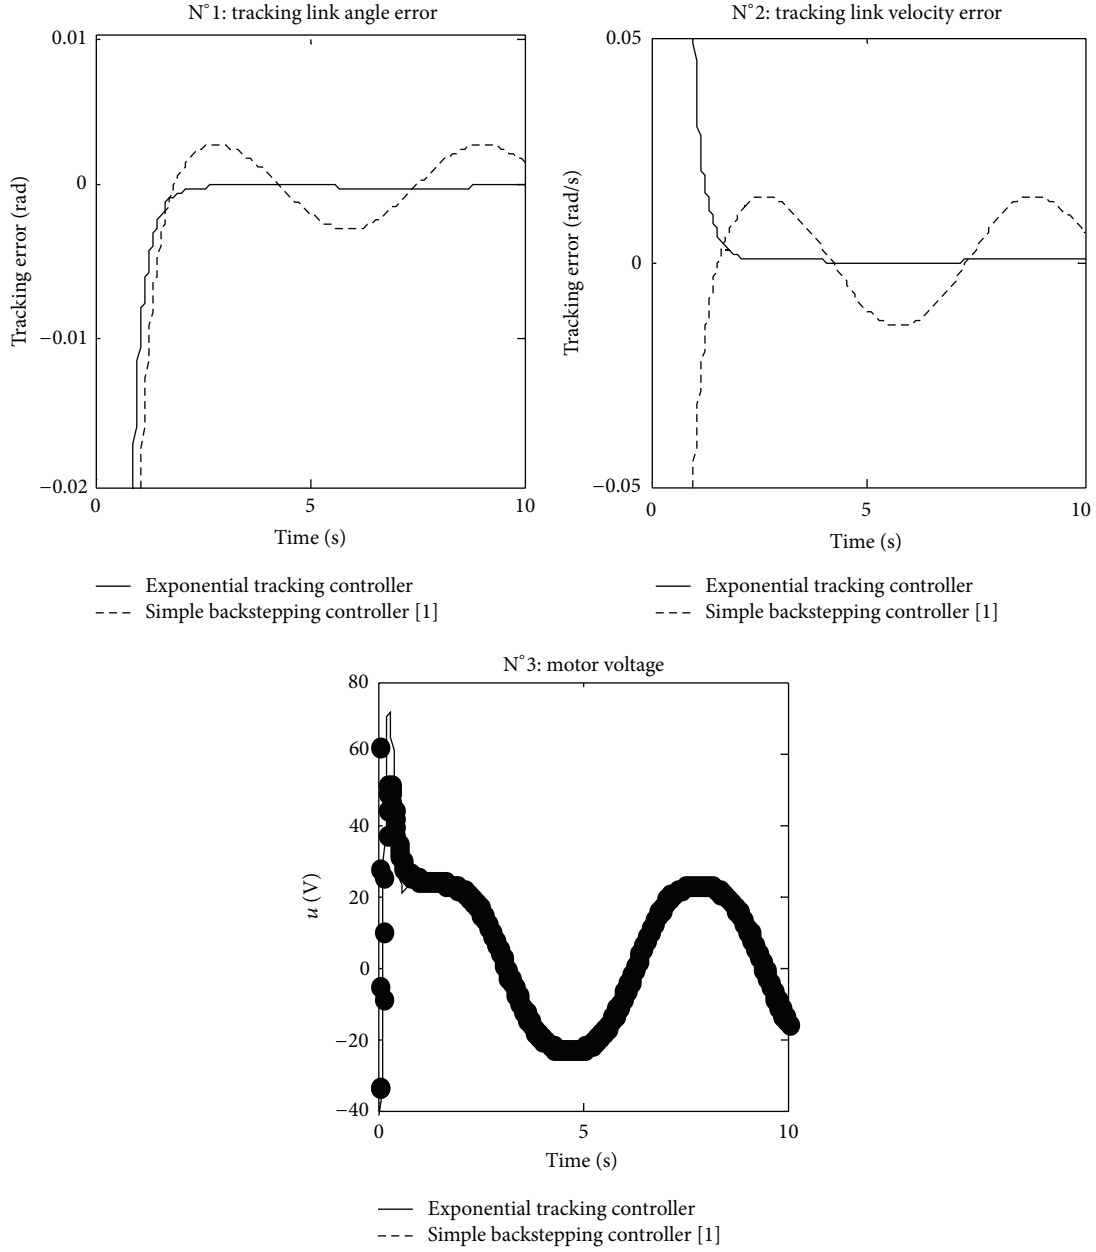 N°1: tracking link angle error
0.01
0
−0.01
−0.02
Tracking error (rad)
0
5
10
Time (s)
Exponential tracking controller
Simple backstepping controller [1]
N°2: tracking link velocity error
0.05
0
−0.05
Tracking error (rad/s)
0
5
10
Time (s)
Exponential tracking controller
Simple backstepping controller [1]
N°3: motor voltage
80
60
40
20
0
−20
−40
u (V)
0
5
10
Time (s)
Exponential tracking controller
Simple backstepping controller [1]